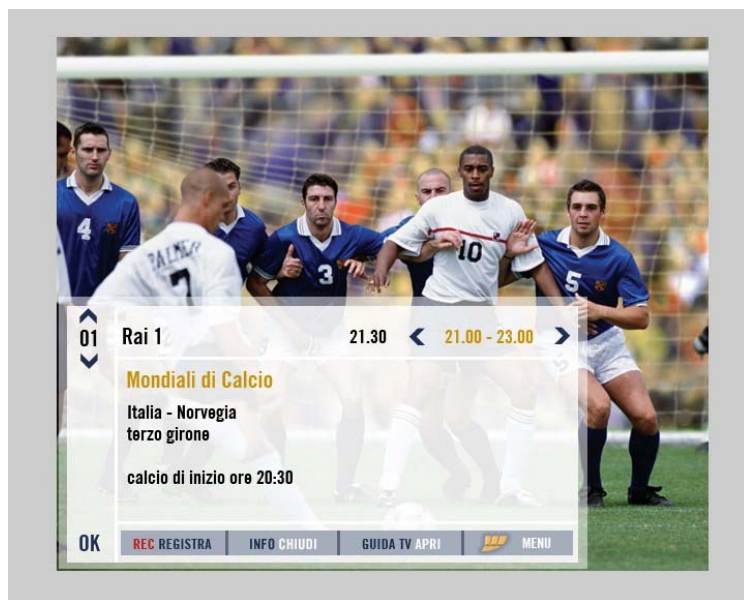 4
PALMER
7
3
10
5
01
Rai 1 21.30 21.00 - 23.00
Mondiali di Calcio
Italia - Norvegia
terzo girone
calcio di inizio ore 20:30
OK REC REGISTRA INFO CHIUDI GUIDA TV APRI MENU